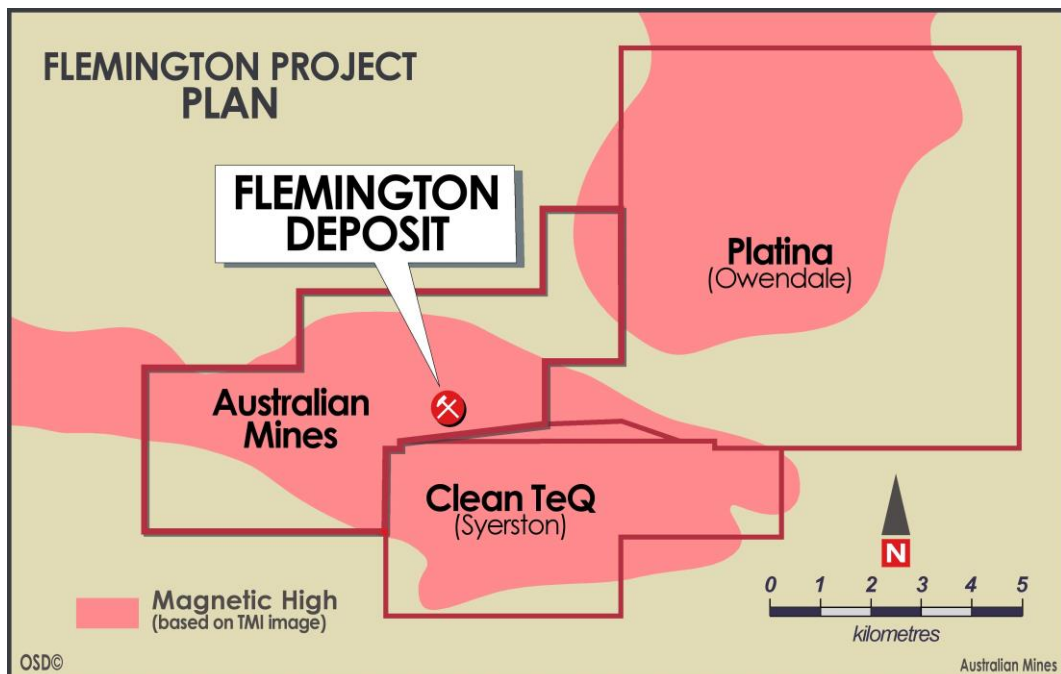 FLEMINGTON PROJECT
PLAN
FLEMINGTON
DEPOSIT
Platina
(Owendale)
Australian
Mines
Clean TeQ
(Syerston)
N
0 1 2 3 4 5
kilometres
Magnetic High
(based on TMI image)
OSD©
Australian Mines